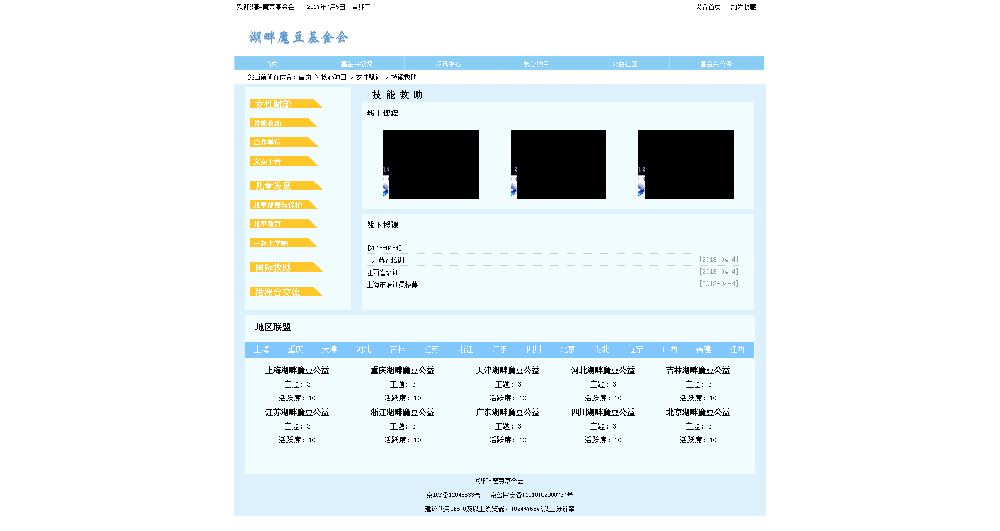 欢迎湖畔魔豆基金会! 2017年7月5日 星期三 设置首页 加为收藏
湖畔魔豆基金会
首页 基金会概况 资讯中心 核心项目 公益社区 基金会公务
您当前所在位置：首页 > 核心项目 > 女性赋能 > 技能救助
女性赋能
技能救助
合作单位
义卖平台
儿童发展
儿童健康与保护
儿童教育
一起上学吧
国际救助
港澳台交流
技能救助
线上课程
线下授课
[2018-04-4]
江苏省培训 [2018-04-4]
江西省培训 [2018-04-4]
上海市培训员招募 [2018-04-4]
地区联盟
上海 重庆 天津 河北 吉林 江苏 浙江 广东 四川 北京 湖北 辽宁 山西 福建 江西
上海湖畔魔豆公益 重庆湖畔魔豆公益 天津湖畔魔豆公益 河北湖畔魔豆公益 吉林湖畔魔豆公益
主题：3 主题：3 主题：3 主题：3 主题：3
活跃度：10 活跃度：10 活跃度：10 活跃度：10 活跃度：10
江苏湖畔魔豆公益 浙江湖畔魔豆公益 广东湖畔魔豆公益 四川湖畔魔豆公益 北京湖畔魔豆公益
主题：3 主题：3 主题：3 主题：3 主题：3
活跃度：10 活跃度：10 活跃度：10 活跃度：10 活跃度：10
©湖畔魔豆基金会
京ICP备12048533号 | 京公网安备11010102000737号
建议使用IE6.0及以上浏览器，1024*768或以上分辨率